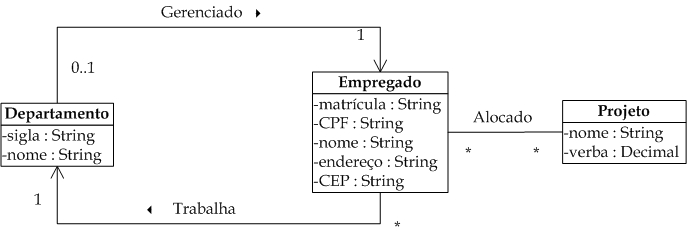 Gerenciado
1
0..1
Departamento
-sigla : String
-nome : String
Empregado
-matrícula : String
-CPF : String
-nome : String
-endereço : String
-CEP : String
Alocado
*
*
Projeto
-nome : String
-verba : Decimal
1
Trabalha
*